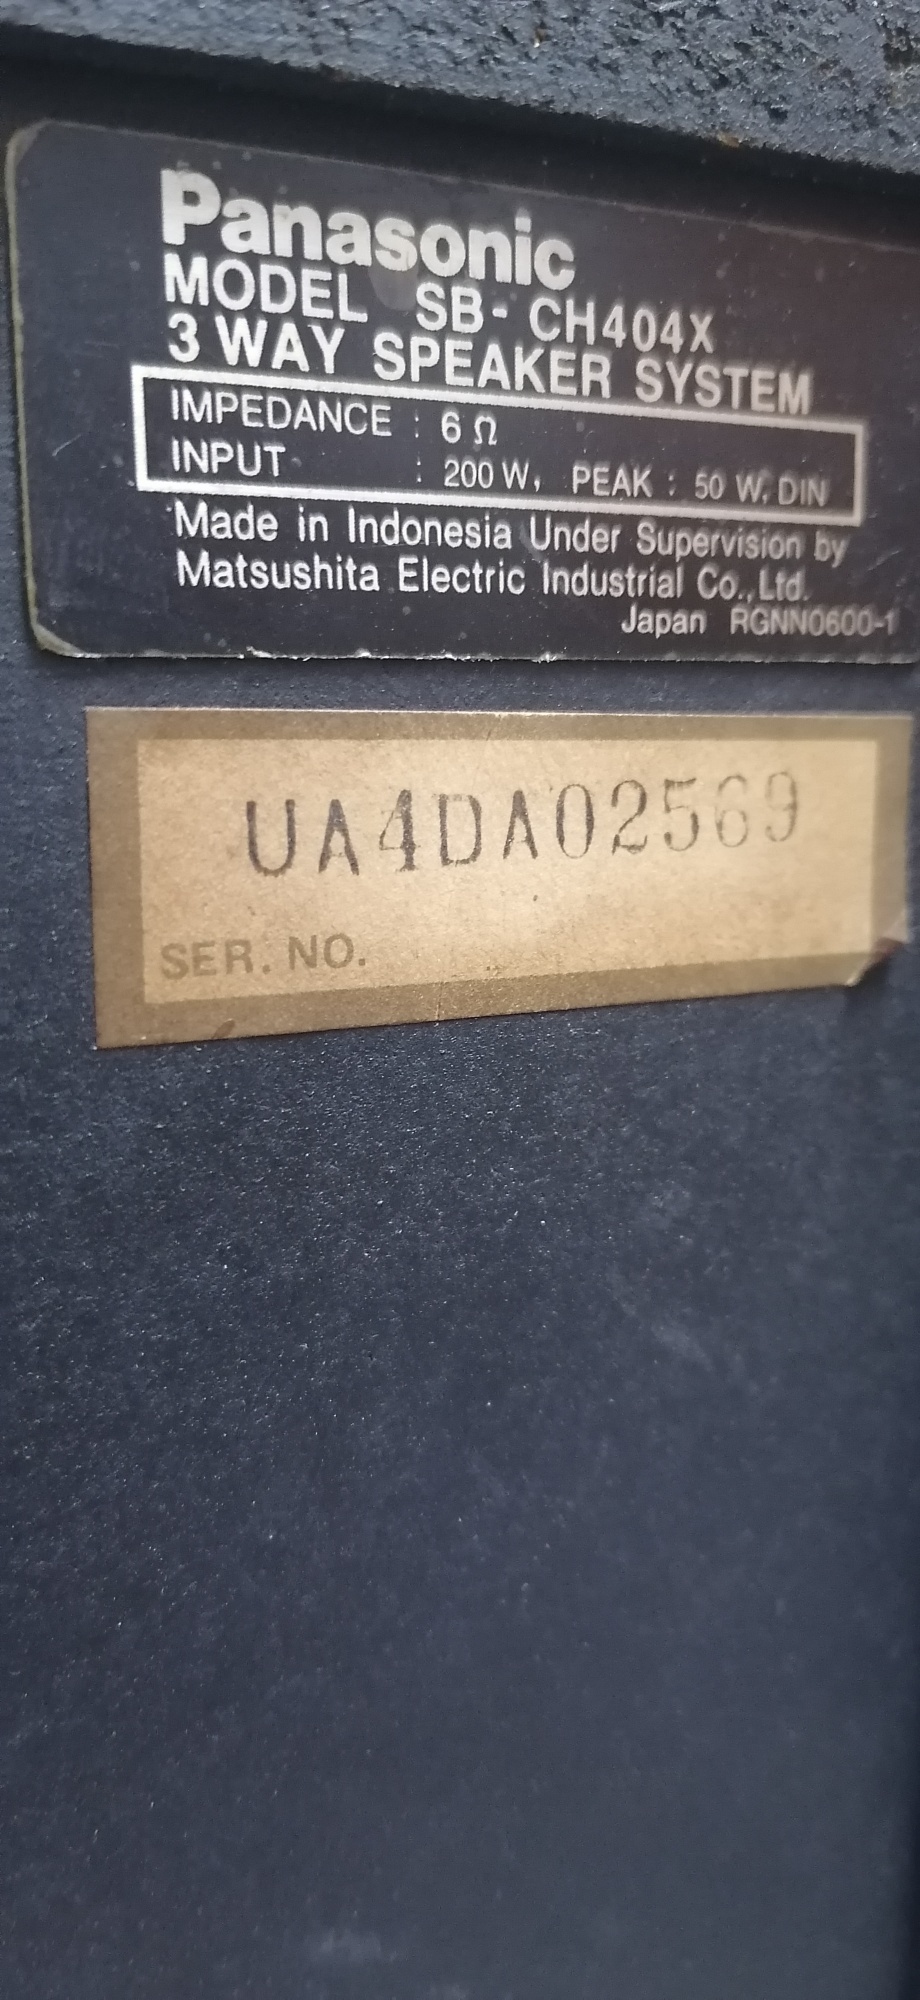 Panasonic
MODEL SB-CH404X
3 WAY SPEAKER SYSTEM
IMPEDANCE : 6 Ω
INPUT : 200 W, PEAK : 50 W, DIN
Made in Indonesia Under Supervision by
Matsushita Electric Industrial Co.,Ltd.
Japan RGNN0600-1
UA4DA02569
SER. NO.